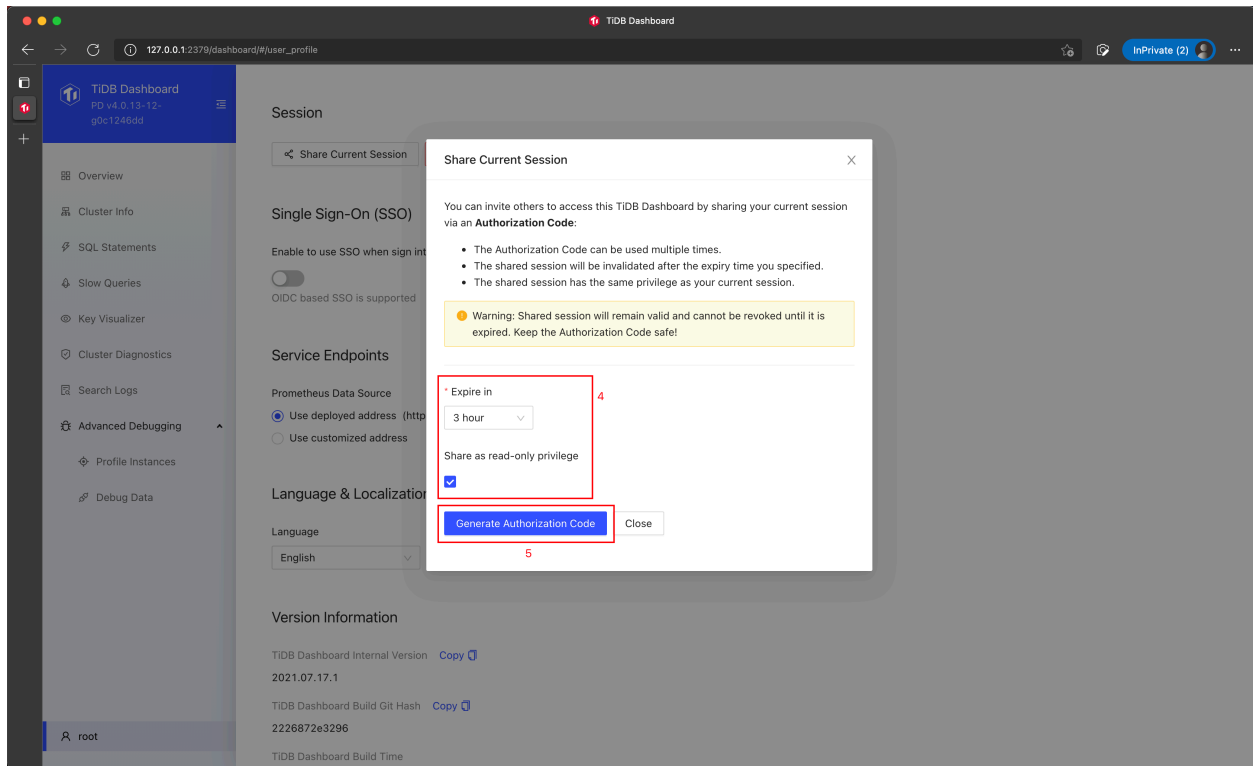 TiDB Dashboard
127.0.0.1:2379/dashboard/#/user_profile
InPrivate (2)
TiDB Dashboard
PD v4.0.13-12-
g0c1246dd
Overview
Cluster Info
SQL Statements
Slow Queries
Key Visualizer
Cluster Diagnostics
Search Logs
Advanced Debugging
Profile Instances
Debug Data
root
Session
Share Current Session
Single Sign-On (SSO)
Enable to use SSO when sign int
OIDC based SSO is supported
Service Endpoints
Prometheus Data Source
Use deployed address (http
Use customized address
Language & Localization
Language
English
Version Information
TiDB Dashboard Internal Version Copy
2021.07.17.1
TiDB Dashboard Build Git Hash Copy
2226872e3296
TiDB Dashboard Build Time
Share Current Session
You can invite others to access this TiDB Dashboard by sharing your current session
via an Authorization Code:
• The Authorization Code can be used multiple times.
• The shared session will be invalidated after the expiry time you specified.
• The shared session has the same privilege as your current session.
Warning: Shared session will remain valid and cannot be revoked until it is
expired. Keep the Authorization Code safe!
* Expire in
4
3 hour
Share as read-only privilege
Generate Authorization Code Close
5